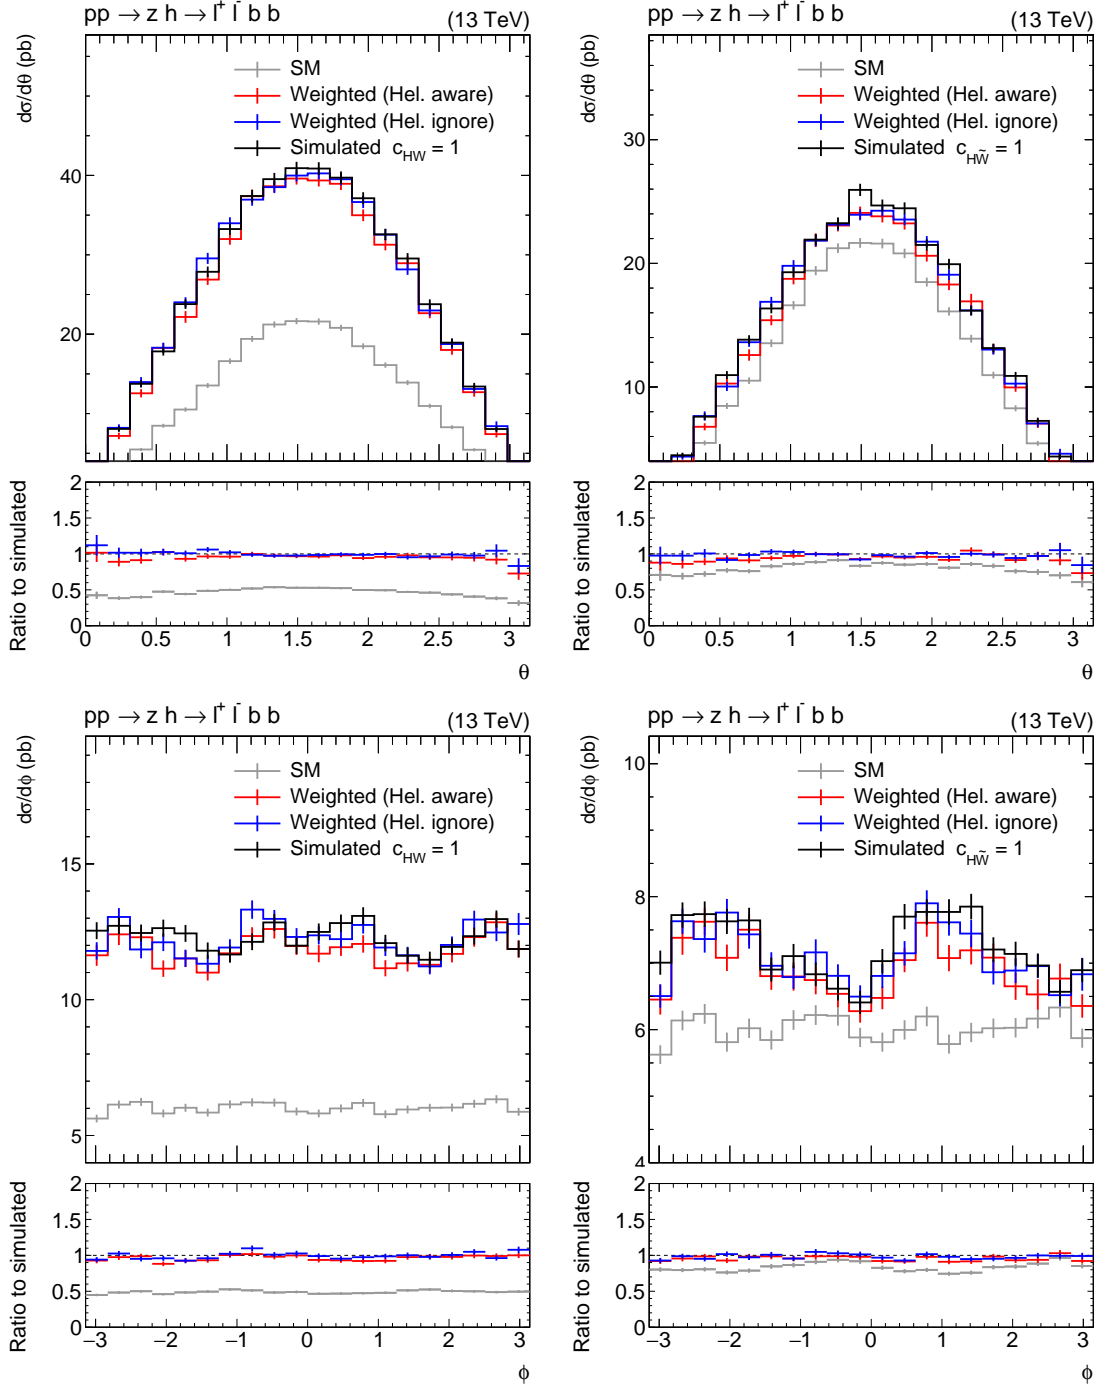 pp → z h → l⁺ l⁻ b b (13 TeV)
dσ/dθ (pb)
SM
Weighted (Hel. aware)
Weighted (Hel. ignore)
Simulated c_HW = 1
40
20
Ratio to simulated
2
1.5
1
0.5
0
0 0.5 1 1.5 2 2.5 3
θ
pp → z h → l⁺ l⁻ b b (13 TeV)
dσ/dθ (pb)
SM
Weighted (Hel. aware)
Weighted (Hel. ignore)
Simulated c_HW̃ = 1
30
20
10
Ratio to simulated
2
1.5
1
0.5
0
0 0.5 1 1.5 2 2.5 3
θ
pp → z h → l⁺ l⁻ b b (13 TeV)
dσ/dϕ (pb)
SM
Weighted (Hel. aware)
Weighted (Hel. ignore)
Simulated c_HW = 1
15
10
5
Ratio to simulated
2
1.5
1
0.5
0
−3 −2 −1 0 1 2 3
ϕ
pp → z h → l⁺ l⁻ b b (13 TeV)
dσ/dϕ (pb)
SM
Weighted (Hel. aware)
Weighted (Hel. ignore)
Simulated c_HW̃ = 1
10
8
6
4
Ratio to simulated
2
1.5
1
0.5
0
−3 −2 −1 0 1 2 3
ϕ